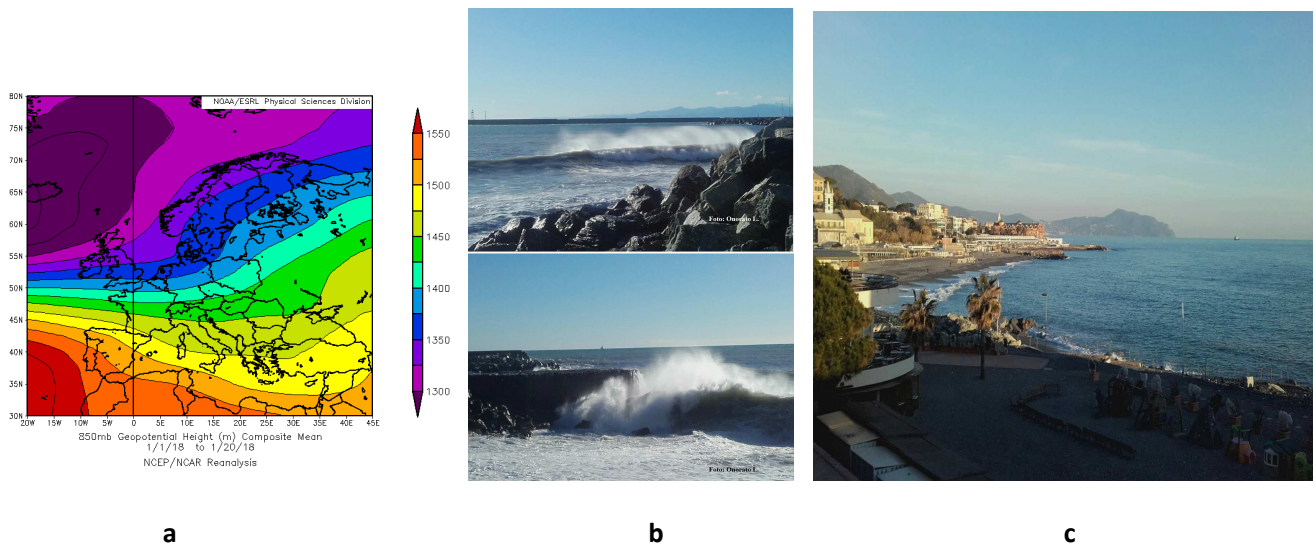 NOAA/ESRL Physical Sciences Division
80N
75N
70N
65N
60N
55N
50N
45N
40N
35N
30N
20W 15W 10W 5W 0 5E 10E 15E 20E 25E 30E 35E 40E 45E
1550
1500
1450
1400
1350
1300
850mb Geopotential Height (m) Composite Mean
1/1/18 to 1/20/18
NCEP/NCAR Reanalysis
Foto: Onorato L.
Foto: Onorato L.
a b c